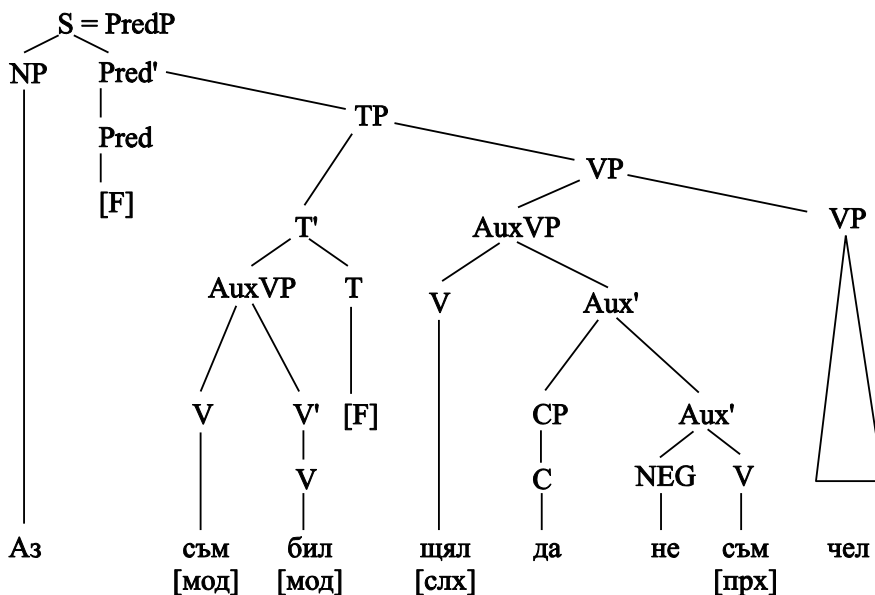 S = PredP
NP Pred'
TP
Pred
VP
[F]
T' AuxVP VP
AuxVP T V Aux'
V V' [F] CP Aux'
V C NEG V
Аз съм бил щял да не съм чел
[мод] [мод] [слх] [прх]